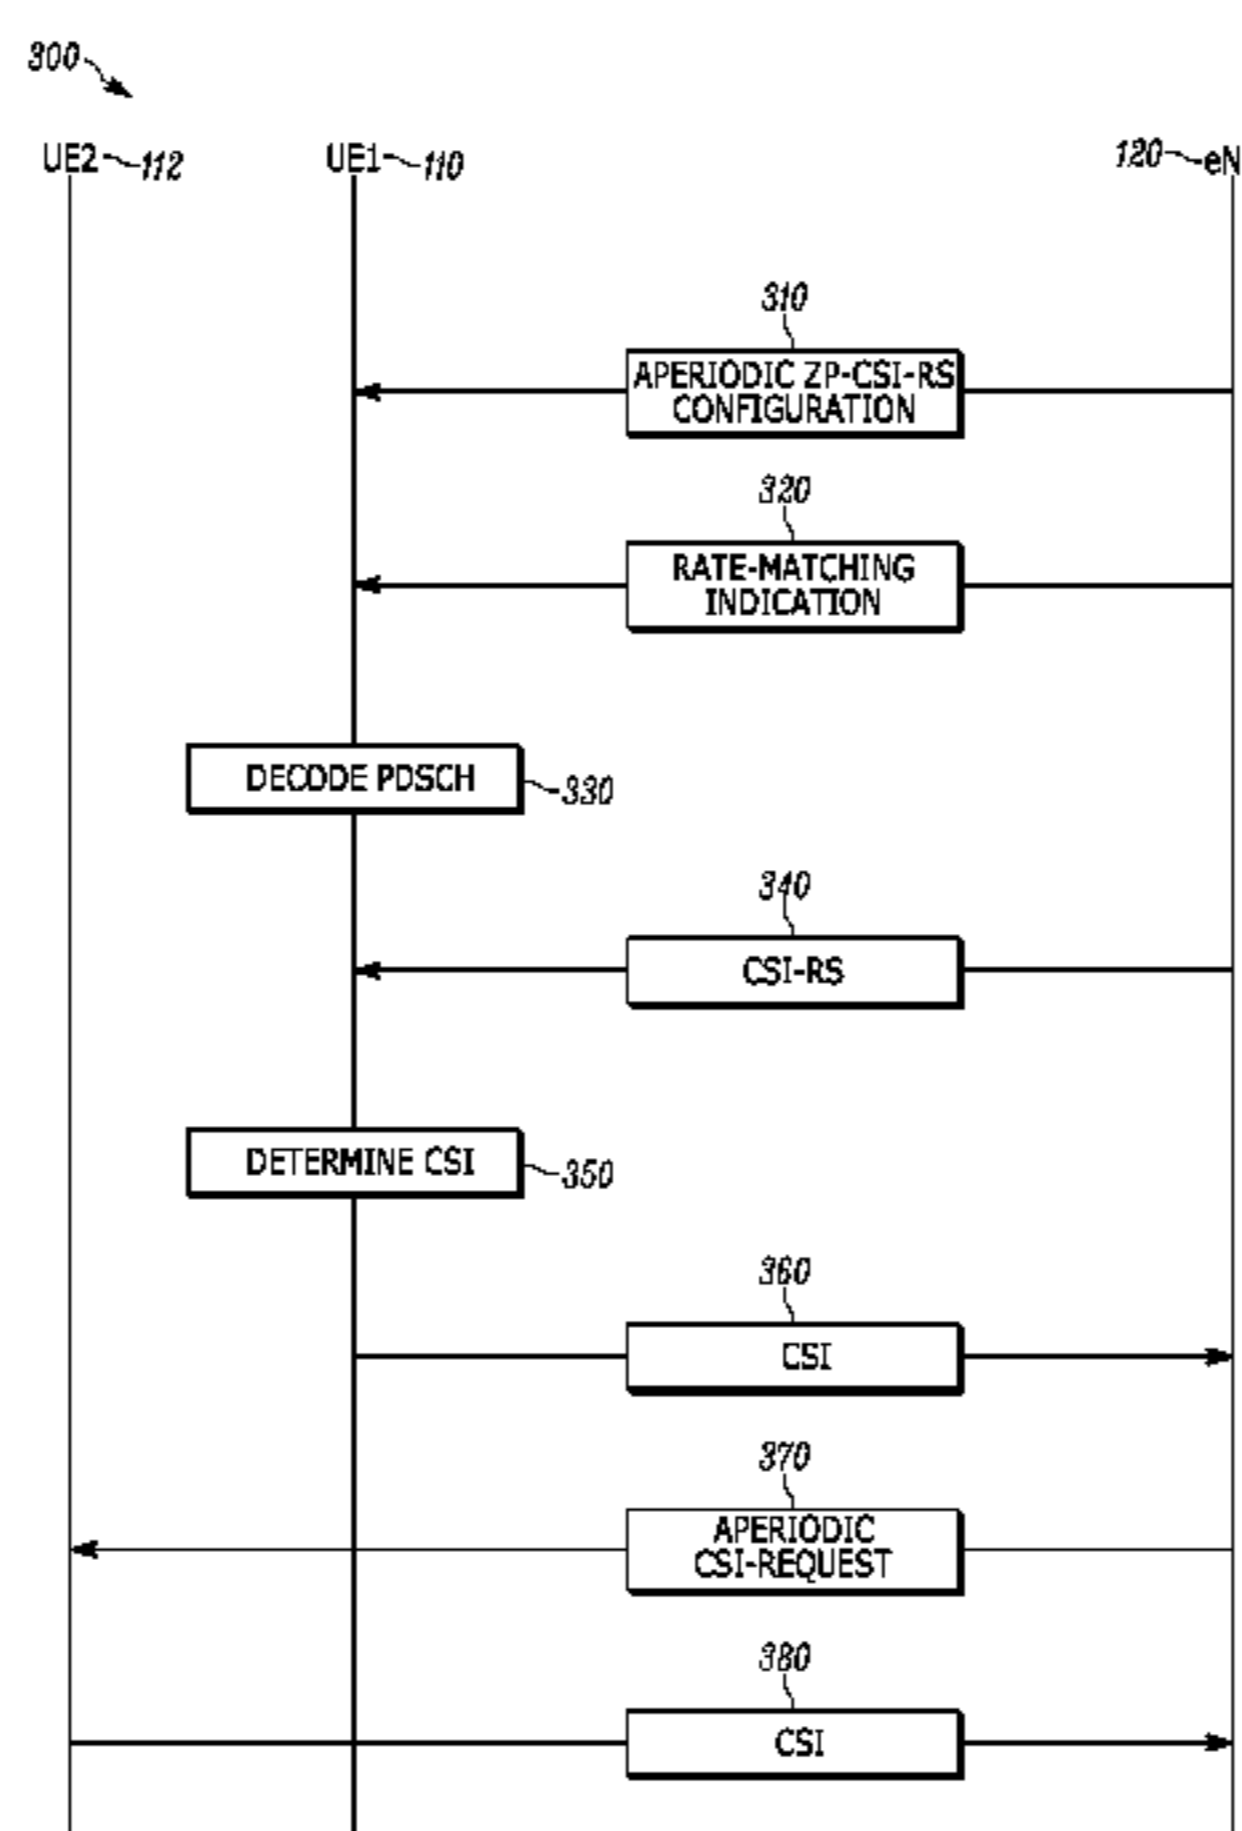 300
UE2 112
UE1 110
120 eN
310
APERIODIC ZP-CSI-RS
CONFIGURATION
320
RATE-MATCHING
INDICATION
DECODE PDSCH
330
340
CSI-RS
DETERMINE CSI
350
360
CSI
370
APERIODIC
CSI-REQUEST
380
CSI